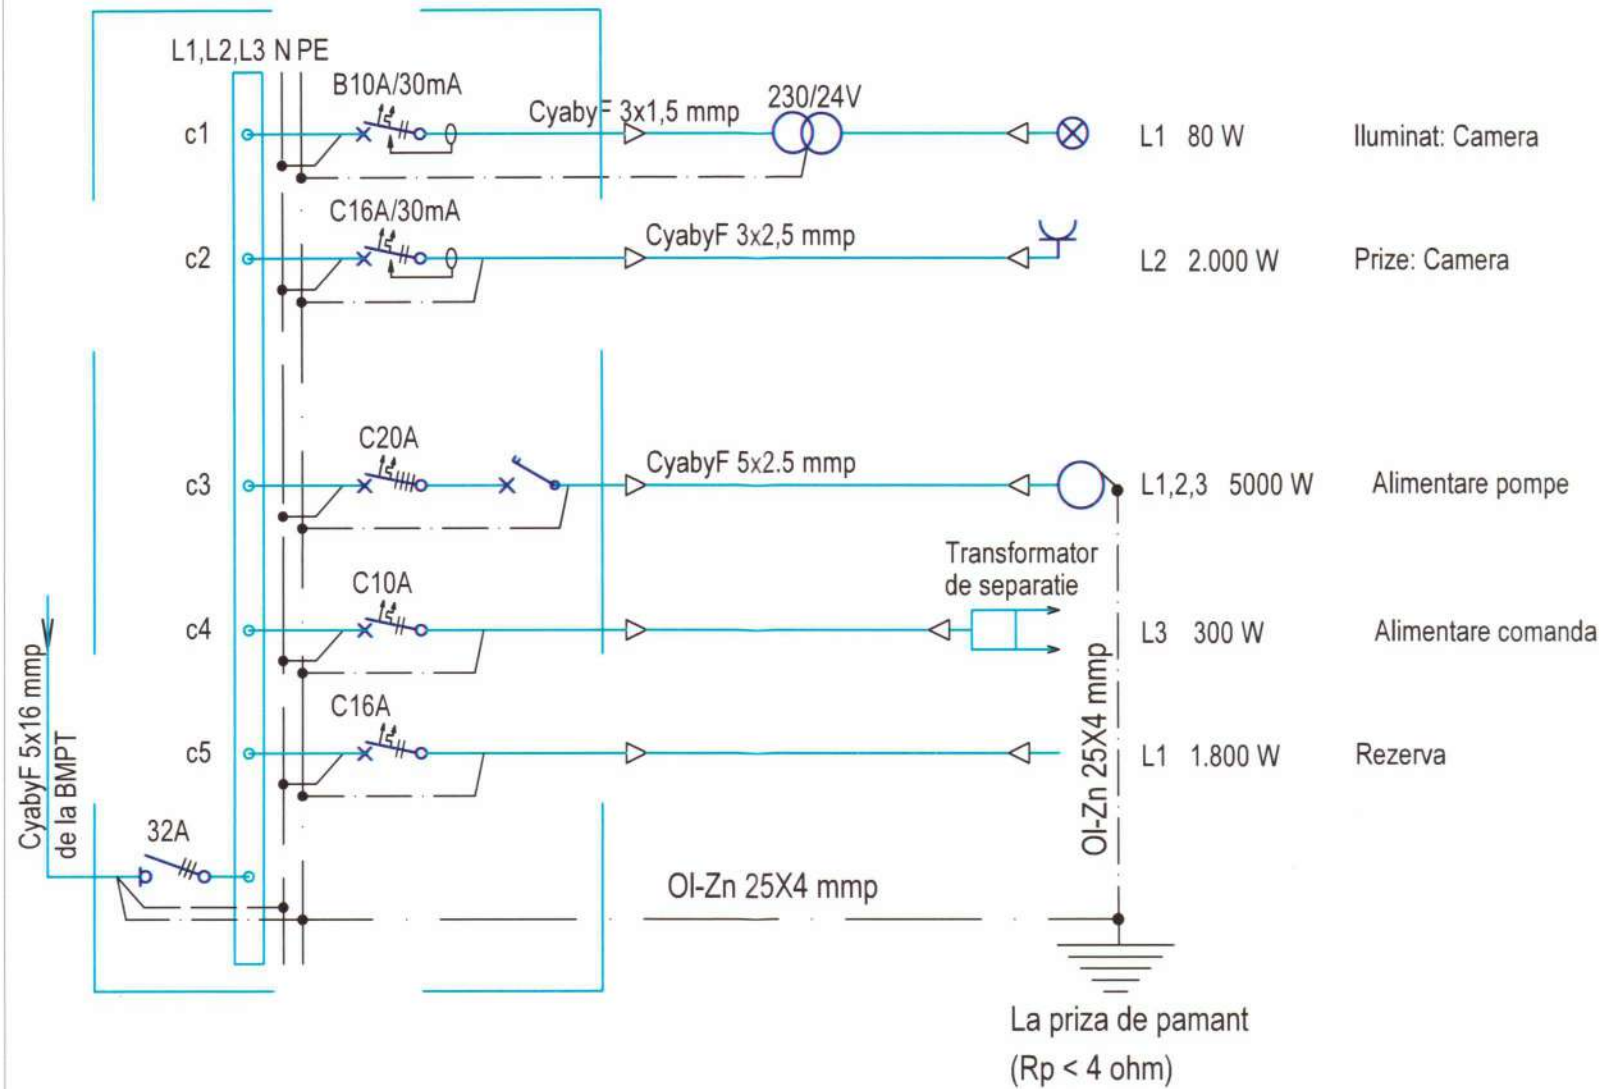 L1,L2,L3 N PE
B10A/30mA
c1
CyabyF 3x1,5 mmp
230/24V
L1 80 W
Iluminat: Camera
C16A/30mA
c2
CyabyF 3x2,5 mmp
L2 2.000 W
Prize: Camera
C20A
c3
CyabyF 5x2.5 mmp
L1,2,3 5000 W
Alimentare pompe
C10A
c4
Transformator
de separatie
L3 300 W
Alimentare comanda
C16A
c5
L1 1.800 W
Rezerva
CyabyF 5x16 mmp
de la BMPT
32A
Ol-Zn 25X4 mmp
Ol-Zn 25X4 mmp
La priza de pamant
(Rp < 4 ohm)